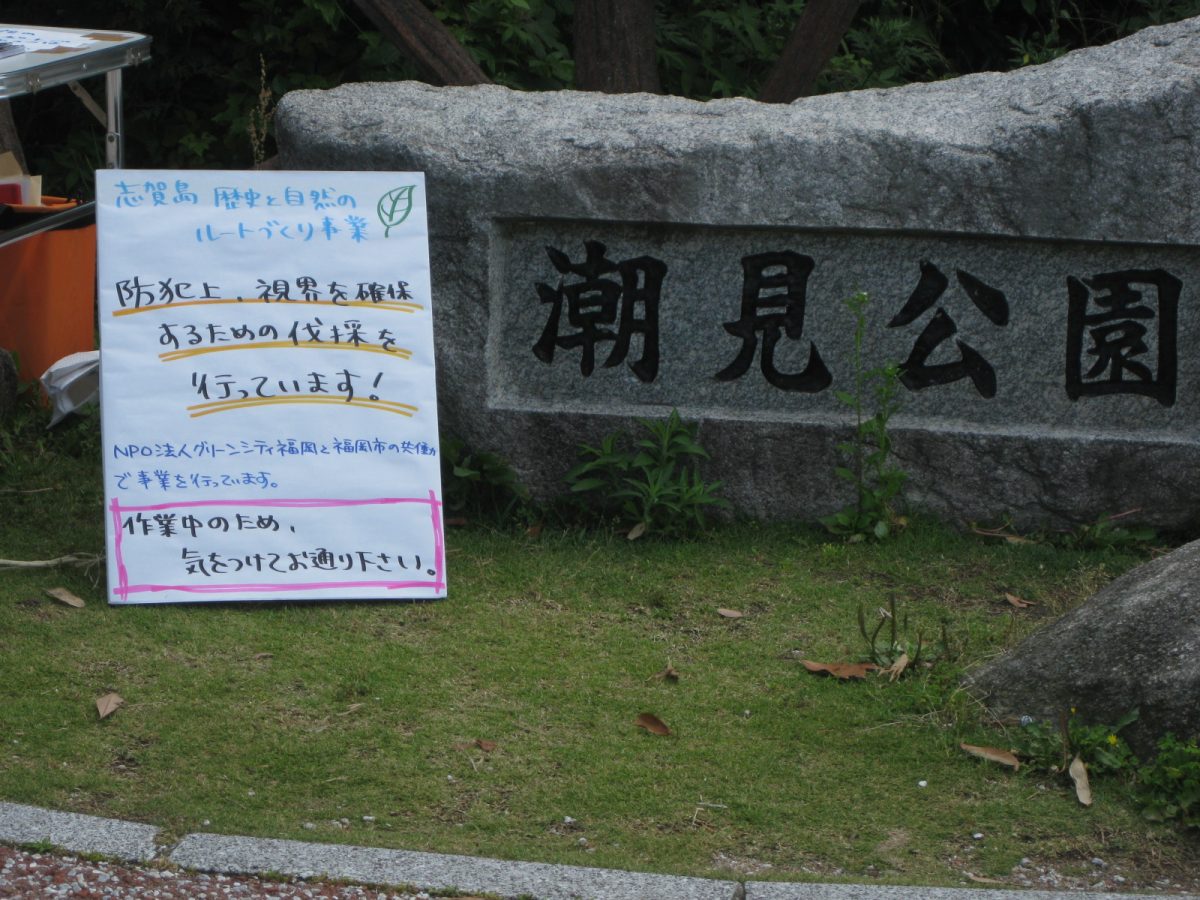 志賀島 歴史と自然の
ルートづくり事業
防犯上、視界を確保
するための伐採を
行っています!
NPO法人グリーンシティ福岡と福岡市の共働
で事業を行っています。
作業中のため、
気をつけてお通り下さい。
潮見公園